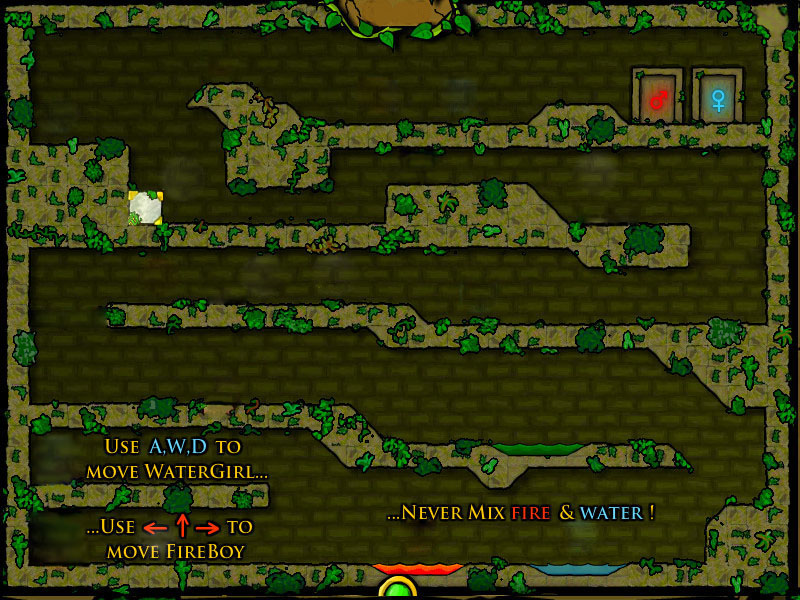 Use A,W,D to
move WaterGirl...
...Use ← ↑ → to
move FireBoy
...Never Mix fire & water !